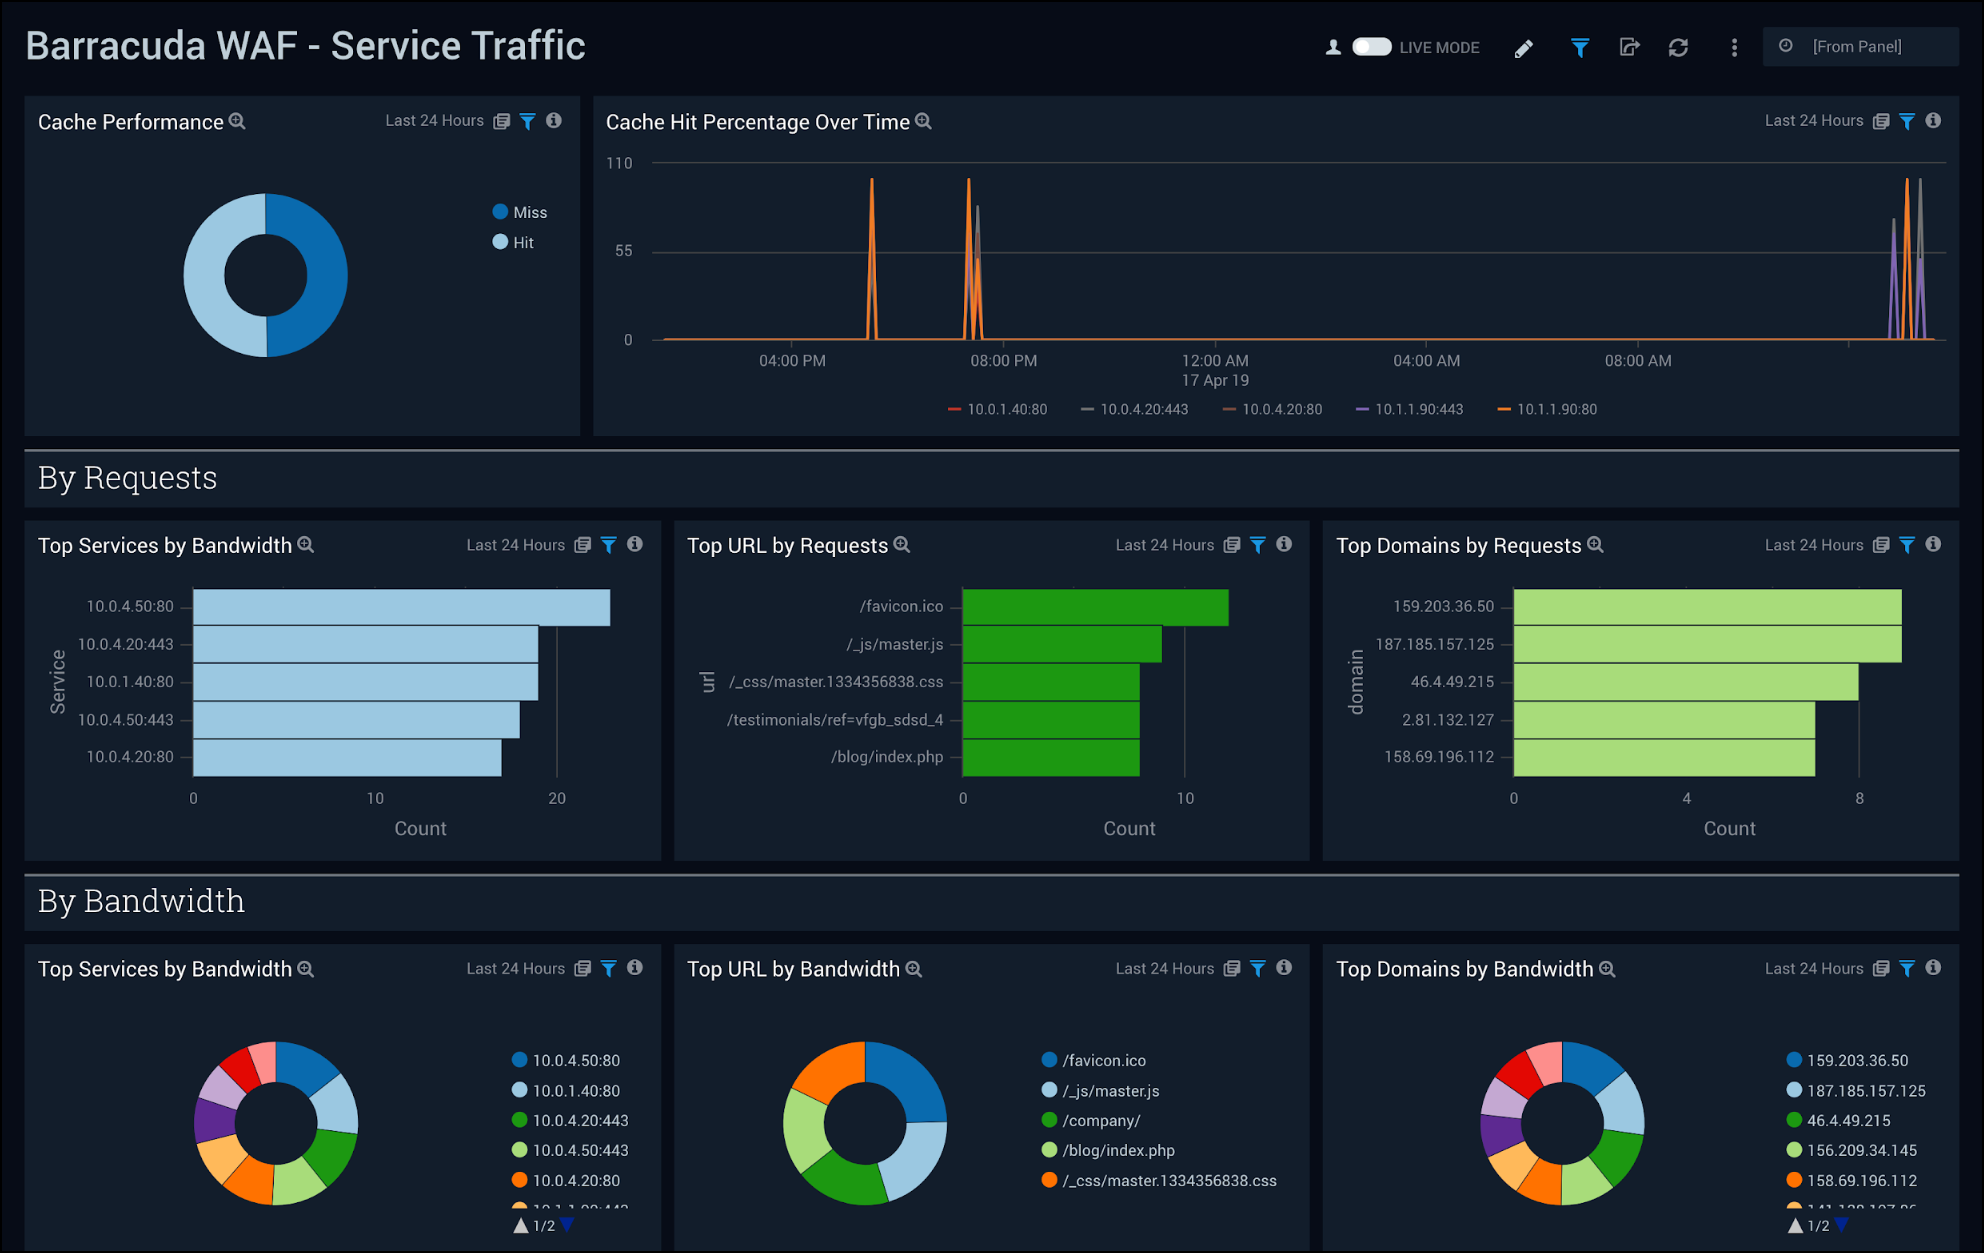 Barracuda WAF - Service Traffic
LIVE MODE
[From Panel]
Cache Performance
Last 24 Hours
Miss
Hit
Cache Hit Percentage Over Time
Last 24 Hours
110
55
0
04:00 PM
08:00 PM
12:00 AM
17 Apr 19
04:00 AM
08:00 AM
10.0.1.40:80
10.0.4.20:443
10.0.4.20:80
10.1.1.90:443
10.1.1.90:80
By Requests
Top Services by Bandwidth
Last 24 Hours
Service
10.0.4.50:80
10.0.4.20:443
10.0.1.40:80
10.0.4.50:443
10.0.4.20:80
0
10
20
Count
Top URL by Requests
Last 24 Hours
url
/favicon.ico
/_js/master.js
/_css/master.1334356838.css
/testimonials/ref=vfgb_sdsd_4
/blog/index.php
0
10
Count
Top Domains by Requests
Last 24 Hours
domain
159.203.36.50
187.185.157.125
46.4.49.215
2.81.132.127
158.69.196.112
0
4
8
Count
By Bandwidth
Top Services by Bandwidth
Last 24 Hours
10.0.4.50:80
10.0.1.40:80
10.0.4.20:443
10.0.4.50:443
10.0.4.20:80
1/2
Top URL by Bandwidth
Last 24 Hours
/favicon.ico
/_js/master.js
/company/
/blog/index.php
/_css/master.1334356838.css
Top Domains by Bandwidth
Last 24 Hours
159.203.36.50
187.185.157.125
46.4.49.215
156.209.34.145
158.69.196.112
1/2